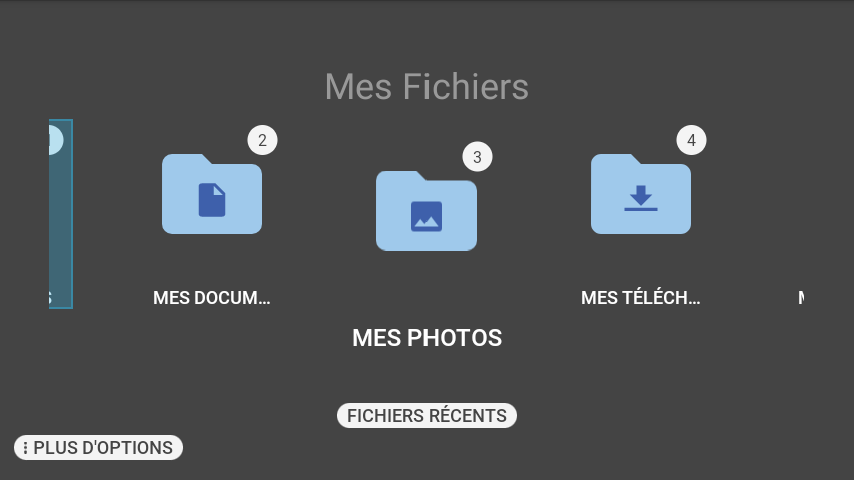 Mes Fichiers
2
3
4
MES DOCUM...
MES TÉLÉCH...
MES PHOTOS
FICHIERS RÉCENTS
PLUS D'OPTIONS